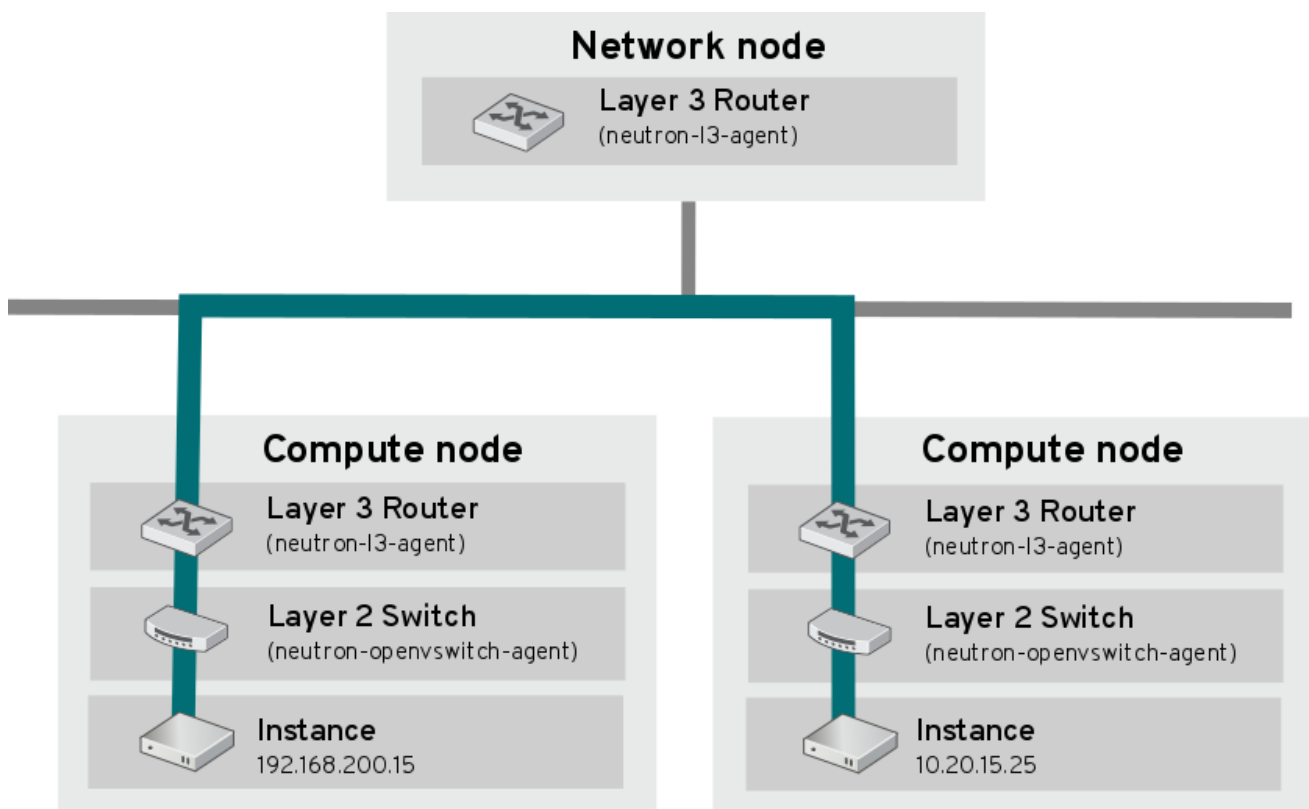 Network node
Layer 3 Router
(neutron-l3-agent)
Compute node
Layer 3 Router
(neutron-l3-agent)
Layer 2 Switch
(neutron-openvswitch-agent)
Instance
192.168.200.15
Compute node
Layer 3 Router
(neutron-l3-agent)
Layer 2 Switch
(neutron-openvswitch-agent)
Instance
10.20.15.25